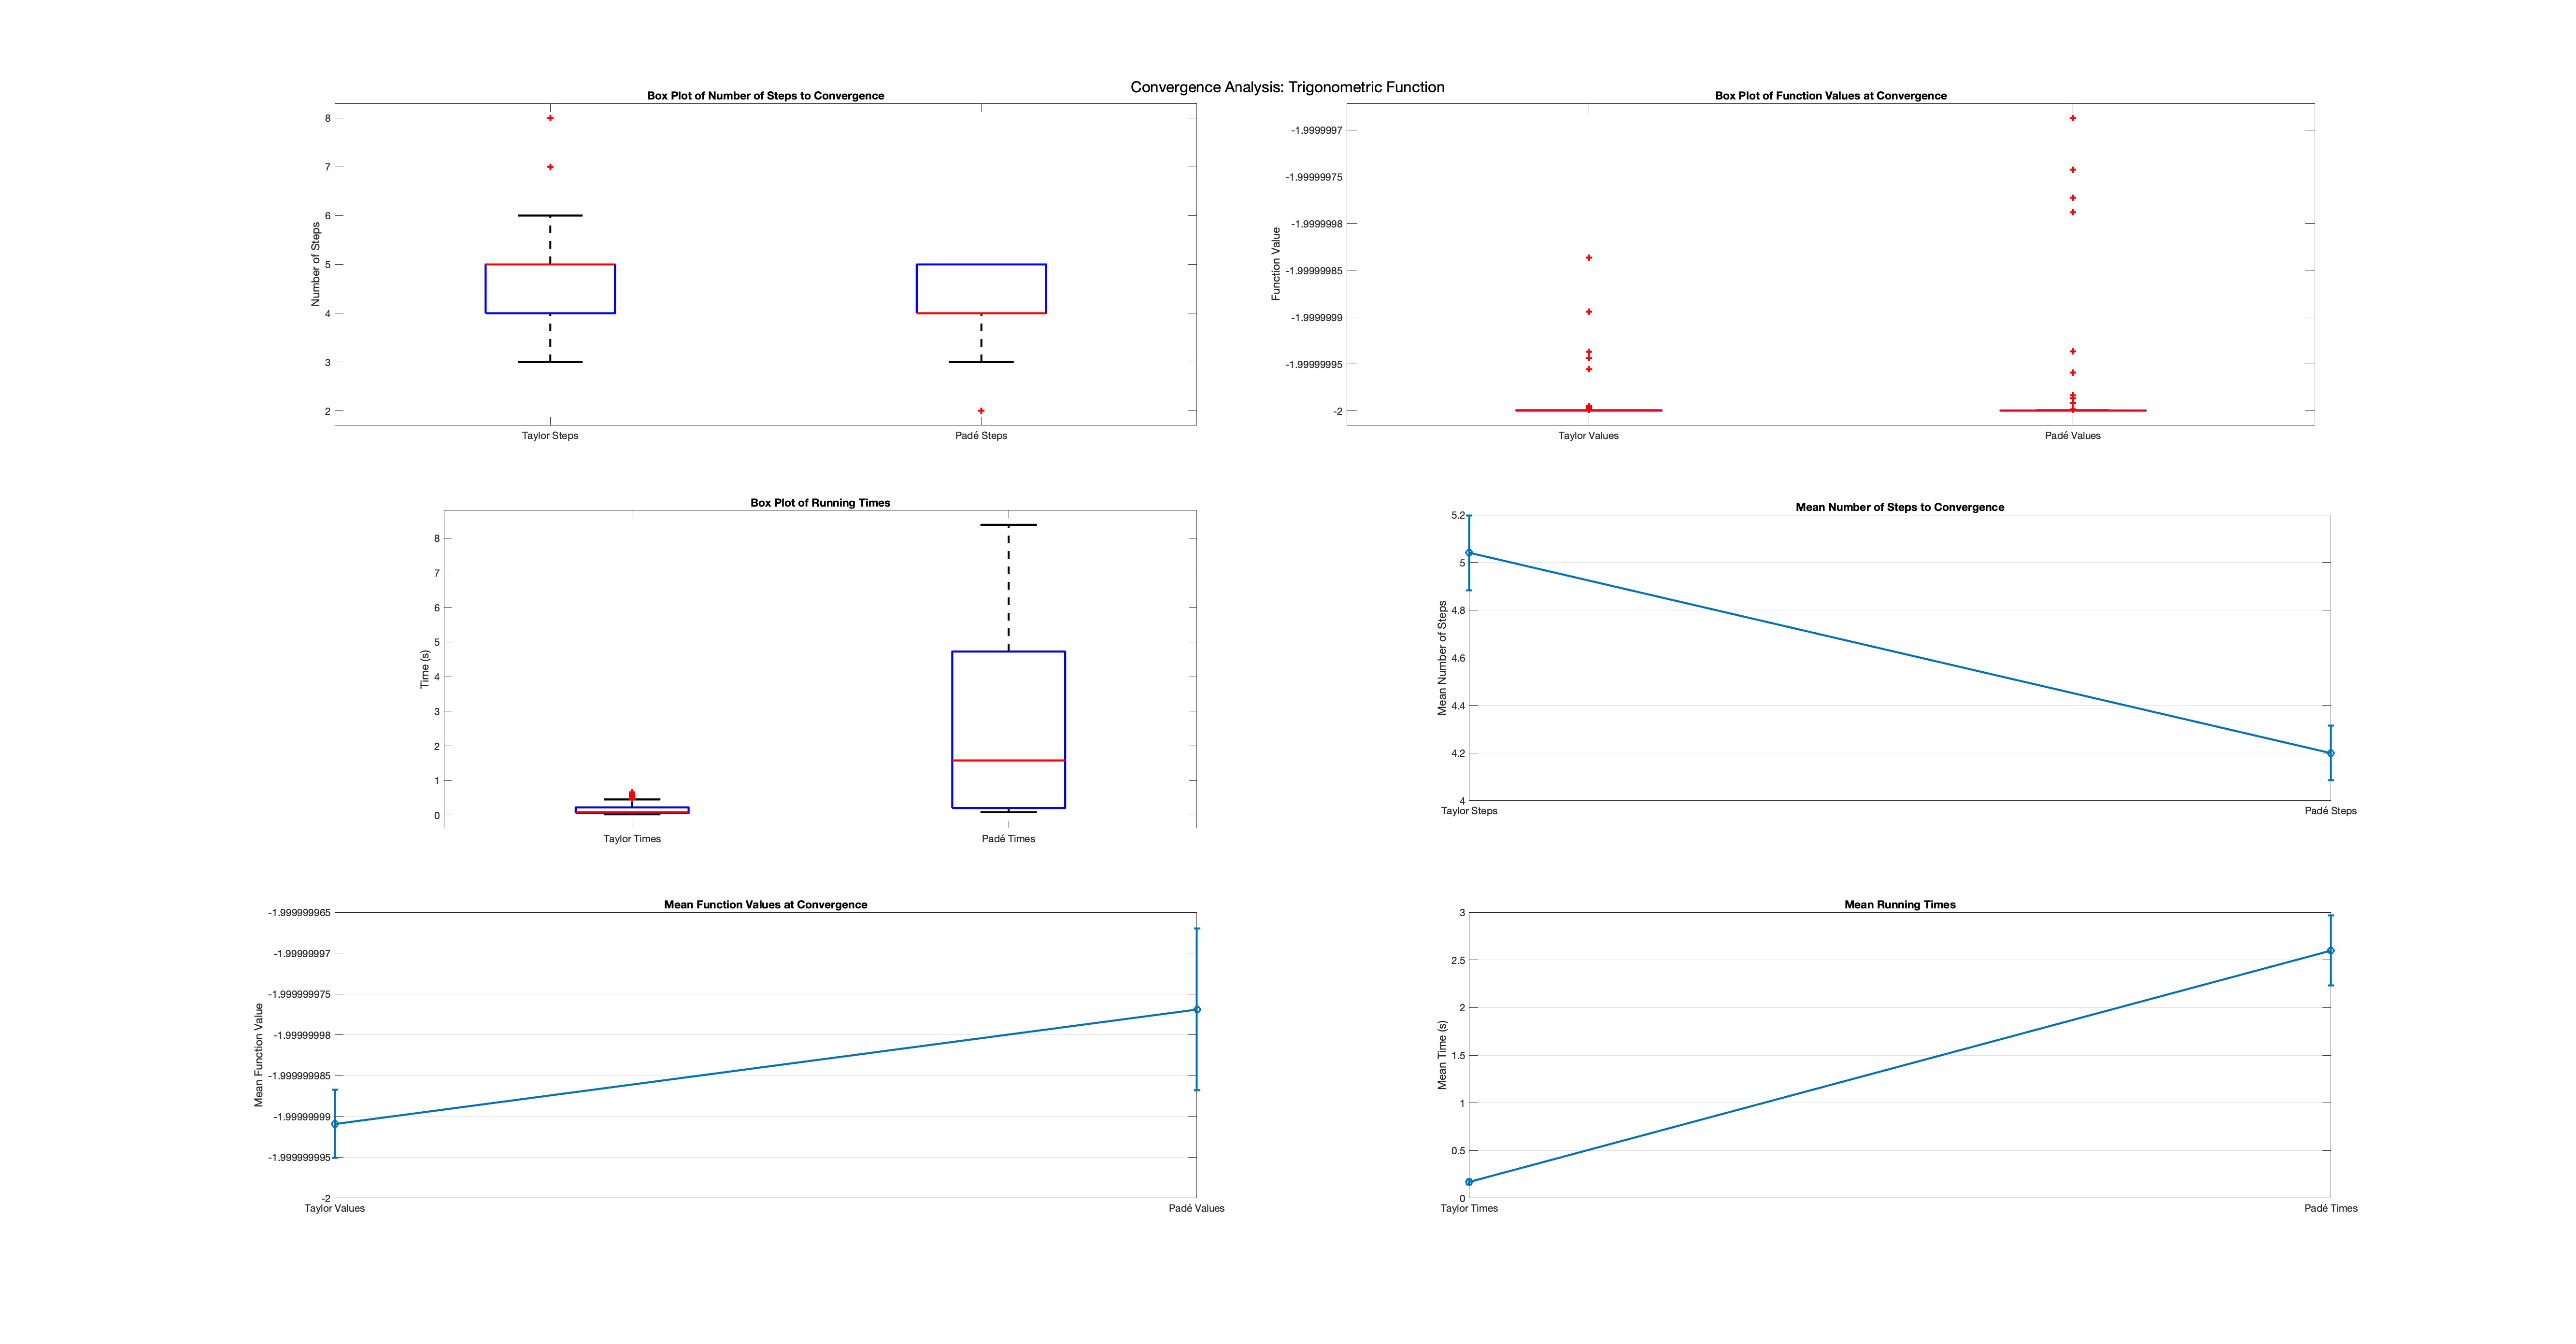 Convergence Analysis: Trigonometric Function
Box Plot of Number of Steps to Convergence
Number of Steps
8
7
6
5
4
3
2
Taylor Steps
Padé Steps
Box Plot of Function Values at Convergence
Function Value
-1.9999997
-1.99999975
-1.9999998
-1.99999985
-1.9999999
-1.99999995
-2
Taylor Values
Padé Values
Box Plot of Running Times
Time (s)
8
7
6
5
4
3
2
1
0
Taylor Times
Padé Times
Mean Number of Steps to Convergence
Mean Number of Steps
5.2
5
4.8
4.6
4.4
4.2
4
Taylor Steps
Padé Steps
Mean Function Values at Convergence
Mean Function Value
-1.999999965
-1.99999997
-1.999999975
-1.99999998
-1.999999985
-1.99999999
-1.999999995
-2
Taylor Values
Padé Values
Mean Running Times
Mean Time (s)
3
2.5
2
1.5
1
0.5
0
Taylor Times
Padé Times